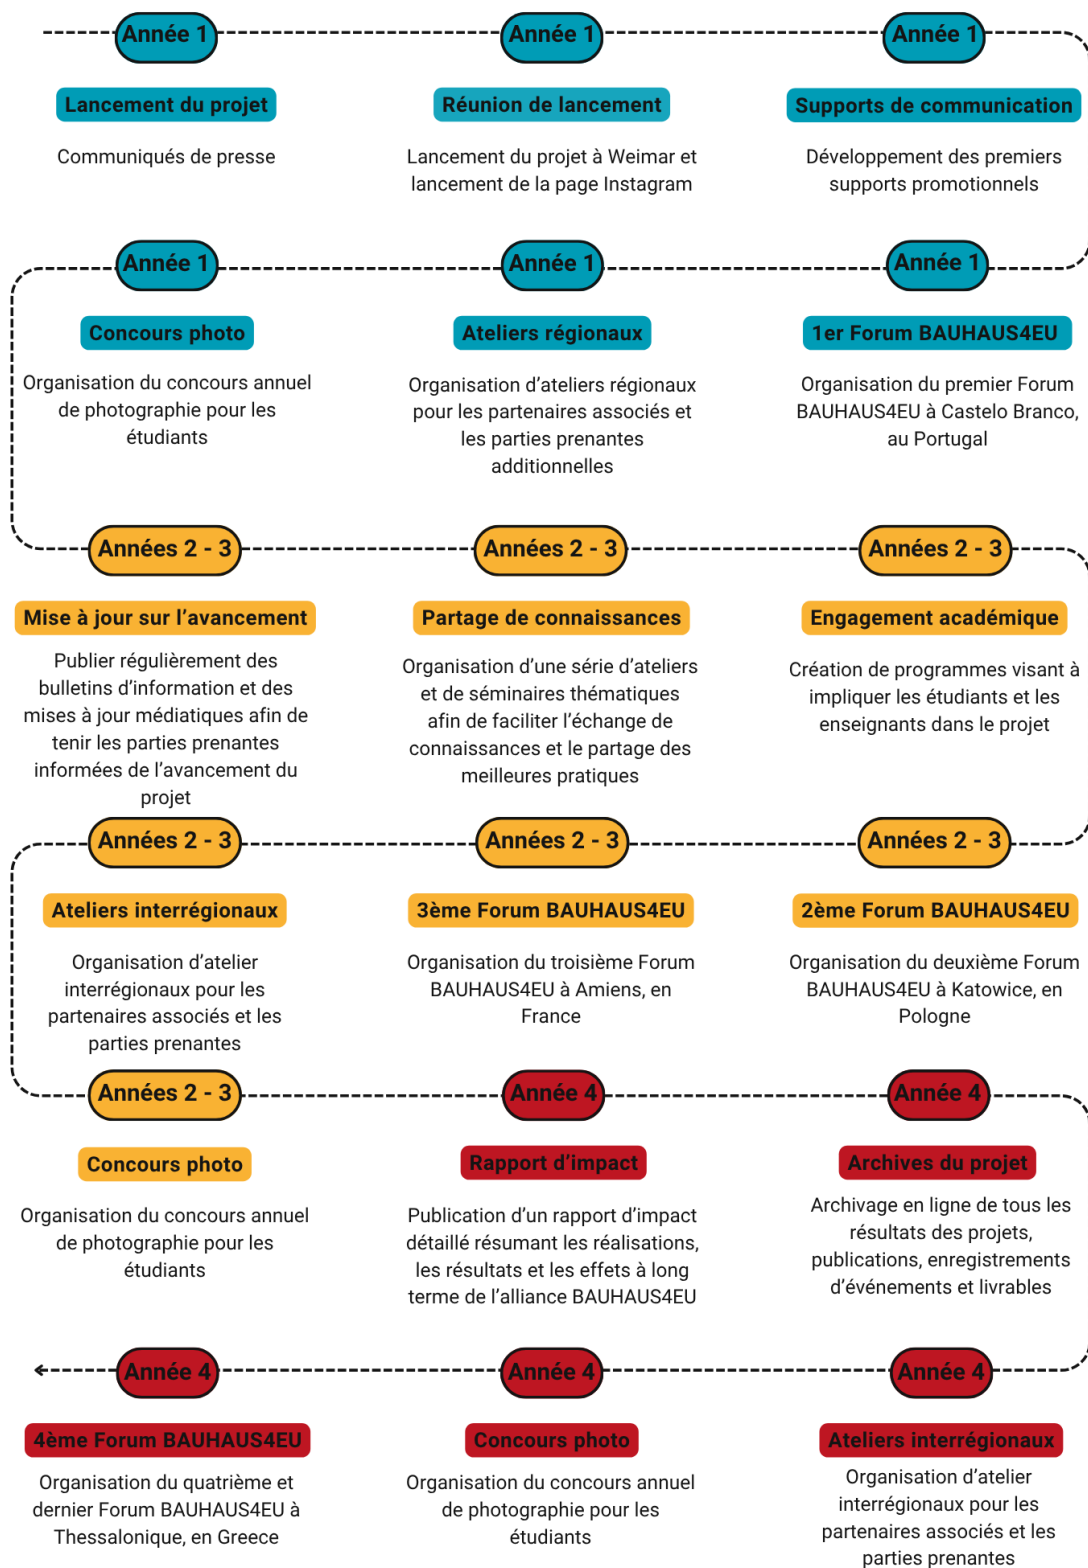 Année 1
Lancement du projet
Communiqués de presse
Année 1
Réunion de lancement
Lancement du projet à Weimar et
lancement de la page Instagram
Année 1
Supports de communication
Développement des premiers
supports promotionnels
Année 1
Concours photo
Organisation du concours annuel
de photographie pour les
étudiants
Année 1
Ateliers régionaux
Organisation d’ateliers régionaux
pour les partenaires associés et
les parties prenantes
additionnelles
Année 1
1er Forum BAUHAUS4EU
Organisation du premier Forum
BAUHAUS4EU à Castelo Branco,
au Portugal
Années 2 - 3
Mise à jour sur l’avancement
Publier régulièrement des
bulletins d’information et des
mises à jour médiatiques afin de
tenir les parties prenantes
informées de l’avancement du
projet
Années 2 - 3
Partage de connaissances
Organisation d’une série d’ateliers
et de séminaires thématiques
afin de faciliter l’échange de
connaissances et le partage des
meilleures pratiques
Années 2 - 3
Engagement académique
Création de programmes visant à
impliquer les étudiants et les
enseignants dans le projet
Années 2 - 3
Ateliers interrégionaux
Organisation d’atelier
interrégionaux pour les
partenaires associés et les
parties prenantes
Années 2 - 3
3ème Forum BAUHAUS4EU
Organisation du troisième Forum
BAUHAUS4EU à Amiens, en
France
Années 2 - 3
2ème Forum BAUHAUS4EU
Organisation du deuxième Forum
BAUHAUS4EU à Katowice, en
Pologne
Années 2 - 3
Concours photo
Organisation du concours annuel
de photographie pour les
étudiants
Année 4
Rapport d’impact
Publication d’un rapport d’impact
détaillé résumant les réalisations,
les résultats et les effets à long
terme de l’alliance BAUHAUS4EU
Année 4
Archives du projet
Archivage en ligne de tous les
résultats des projets,
publications, enregistrements
d’événements et livrables
Année 4
4ème Forum BAUHAUS4EU
Organisation du quatrième et
dernier Forum BAUHAUS4EU à
Thessalonique, en Greece
Année 4
Concours photo
Organisation du concours annuel
de photographie pour les
étudiants
Année 4
Ateliers interrégionaux
Organisation d’atelier
interrégionaux pour les
partenaires associés et les
parties prenantes